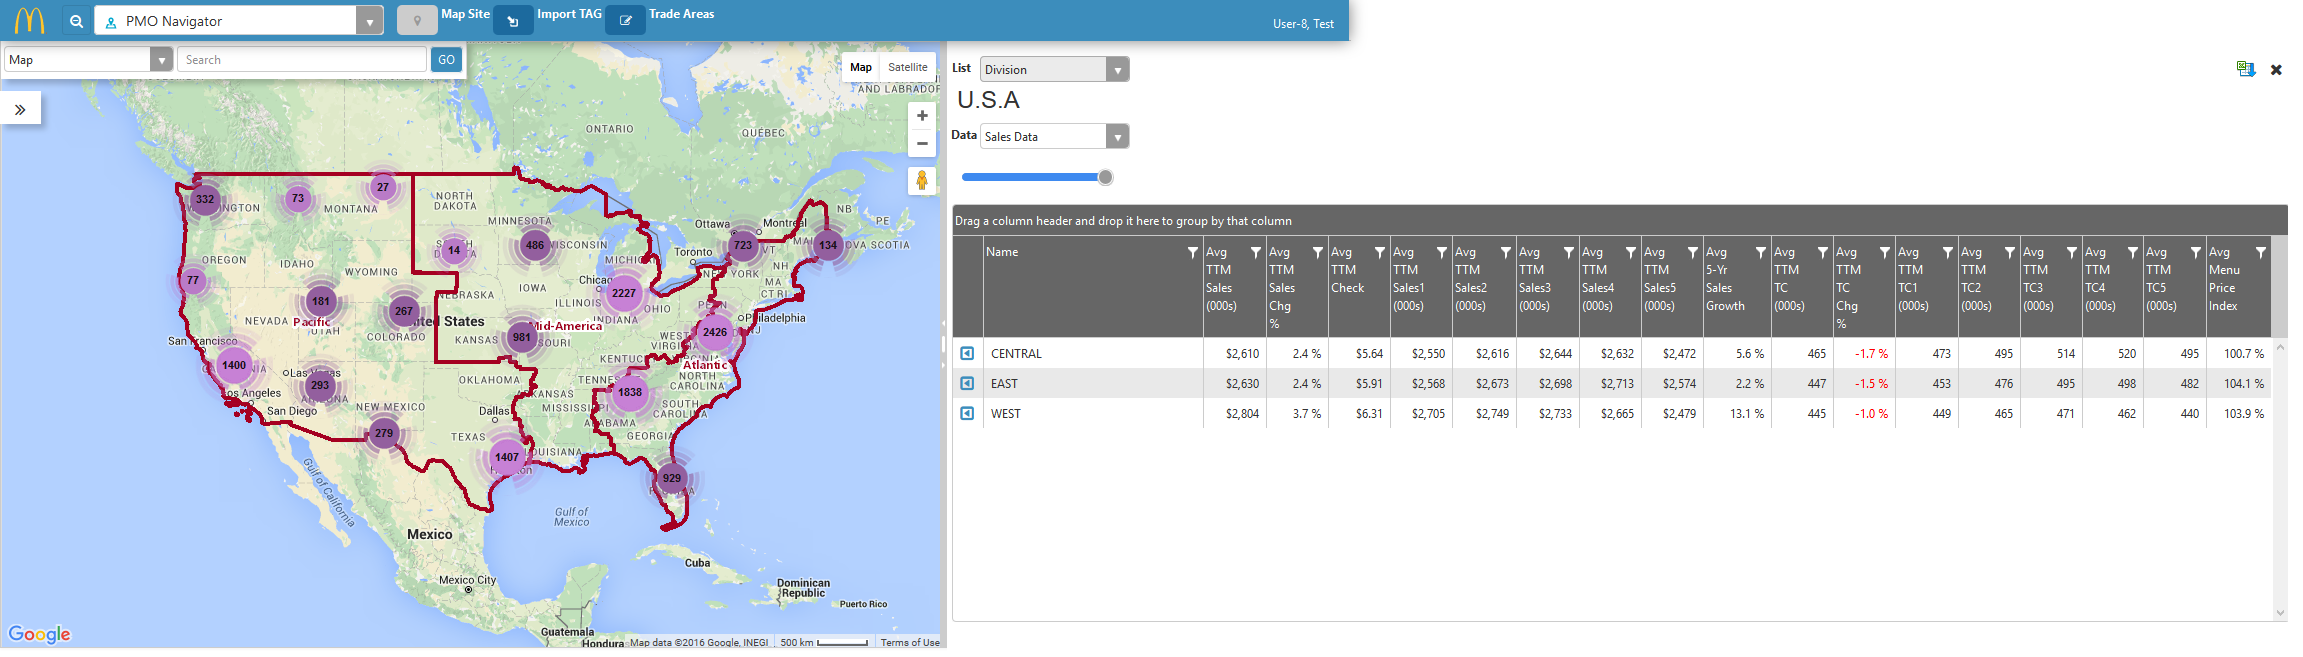 PMO Navigator
Map Site
Import TAG
Trade Areas
User-8, Test
Map
Search
GO
Map
Satellite
AND LABRADOR
ONTARIO
QUÉBEC
NB
PE
NOVA SCOTIA
Ottawa
Montreal
Toronto
332
73
27
14
486
723
134
77
181
267
2227
981
2426
1400
293
1838
279
1407
929
MONTANA
NORTH
DAKOTA
MINNESOTA
WISCONSIN
OREGON
IDAHO
WYOMING
NEBRASKA
IOWA
Chicago
ILLINOIS
INDIANA
OHIO
NEW YORK
VT
NH
MA
CT RI
Philadelphia
NJ
NEVADA
UTAH
COLORADO
United States
KANSAS
Pacific
Mid-America
Atlantic
WEST
VIRGINIA
San Francisco
Las Vegas
Los Angeles
San Diego
NEW MEXICO
OKLAHOMA
ARKANSAS
MISSISSIPPI
ALABAMA
NORTH
CAROLINA
SOUTH
CAROLINA
GEORGIA
Dallas
TEXAS
LOUISIANA
Houston
Gulf of California
Gulf of
Mexico
Mexico
Mexico City
Cuba
Dominican
Republic
Puerto Rico
Guatemala
Honduras
Google
Map data ©2016 Google, INEGI
500 km
Terms of Use
List
Division
U.S.A
Data
Sales Data
Drag a column header and drop it here to group by that column
Name
Avg TTM Sales (000s)
Avg TTM Sales Chg %
Avg TTM Check
Avg TTM Sales1 (000s)
Avg TTM Sales2 (000s)
Avg TTM Sales3 (000s)
Avg TTM Sales4 (000s)
Avg TTM Sales5 (000s)
Avg 5-Yr Sales Growth
Avg TTM TC (000s)
Avg TTM TC Chg %
Avg TTM TC1 (000s)
Avg TTM TC2 (000s)
Avg TTM TC3 (000s)
Avg TTM TC4 (000s)
Avg TTM TC5 (000s)
Avg Menu Price Index
CENTRAL $2,610 2.4 % $5.64 $2,550 $2,616 $2,644 $2,632 $2,472 5.6 % 465 -1.7 % 473 495 514 520 495 100.7 %
EAST $2,630 2.4 % $5.91 $2,568 $2,673 $2,698 $2,713 $2,574 2.2 % 447 -1.5 % 453 476 495 498 482 104.1 %
WEST $2,804 3.7 % $6.31 $2,705 $2,749 $2,733 $2,665 $2,479 13.1 % 445 -1.0 % 449 465 471 462 440 103.9 %